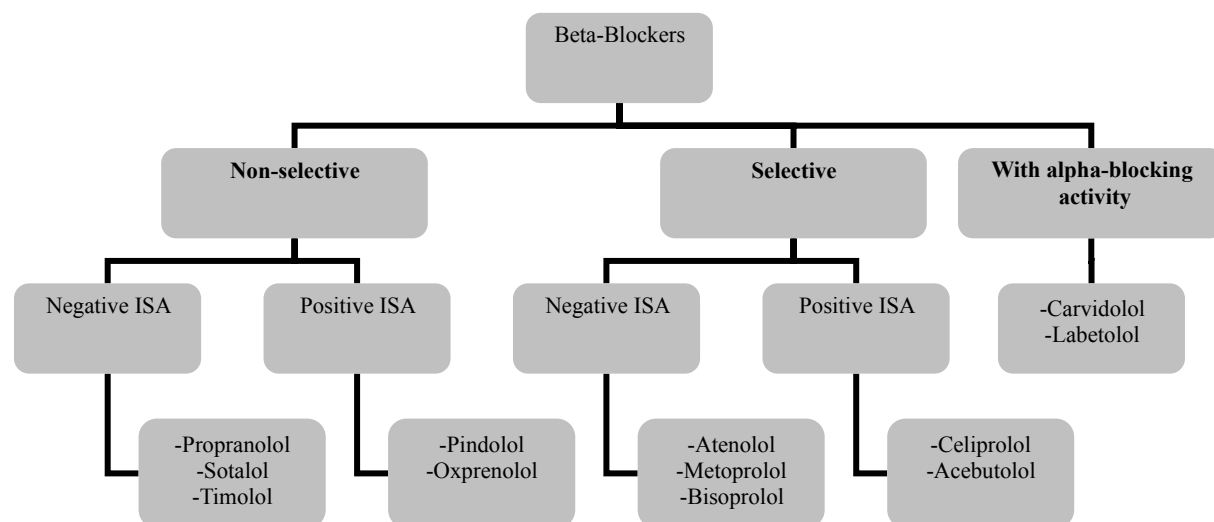 Beta-Blockers
Non-selective
Selective
With alpha-blocking
activity
Negative ISA
Positive ISA
Negative ISA
Positive ISA
-Carvidolol
-Labetolol
-Propranolol
-Sotalol
-Timolol
-Pindolol
-Oxprenolol
-Atenolol
-Metoprolol
-Bisoprolol
-Celiprolol
-Acebutolol